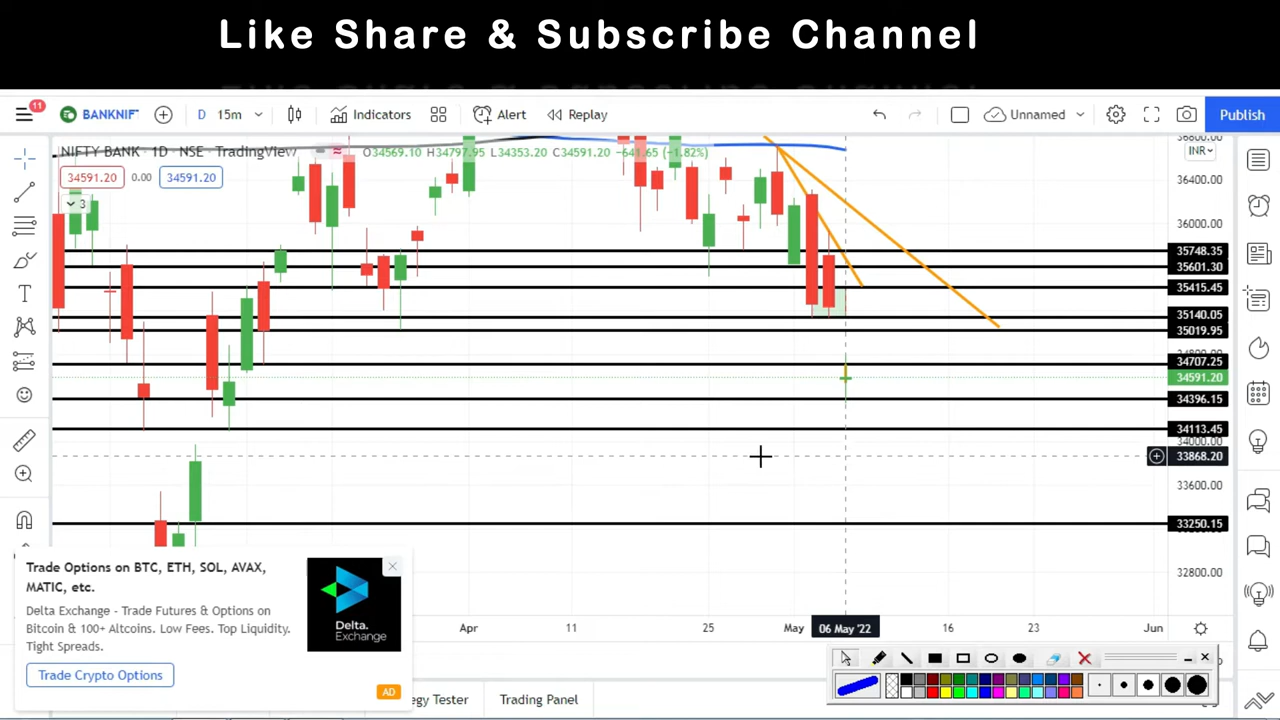 Like Share & Subscribe Channel
11
BANKNIF
D 15m
Indicators
Alert
Replay
Unnamed
Publish
NIFTY BANK · 1D · NSE · TradingView
O34569.10 H34797.95 L34353.20 C34591.20 −641.65 (−1.82%)
INR
34591.20 0.00 34591.20
3
36400.00
36000.00
35748.35
35601.30
35415.45
35140.05
35019.95
34707.25
34591.20
34396.15
34113.45
34000.00
33868.20
33600.00
33250.15
32800.00
Trade Options on BTC, ETH, SOL, AVAX,
MATIC, etc.
Delta Exchange - Trade Futures & Options on
Bitcoin & 100+ Altcoins. Low Fees. Top Liquidity.
Tight Spreads.
Delta.
Exchange
Trade Crypto Options
AD
Apr 11 25 May 06 May '22 16 23 Jun
Tester
Trading Panel